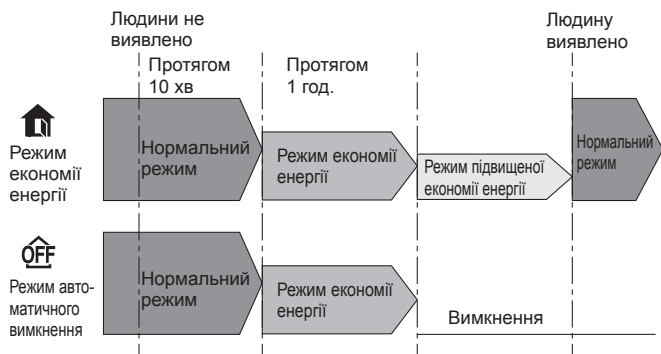 Людини не
виявлено
Людину
виявлено
Протягом
10 хв
Протягом
1 год.
Режим
економії
енергії
Нормальний
режим
Режим економії
енергії
Режим підвищеної
економії енергії
Нормальний
режим
OFF
Режим авто-
матичного
вимкнення
Нормальний
режим
Режим економії
енергії
Вимкнення